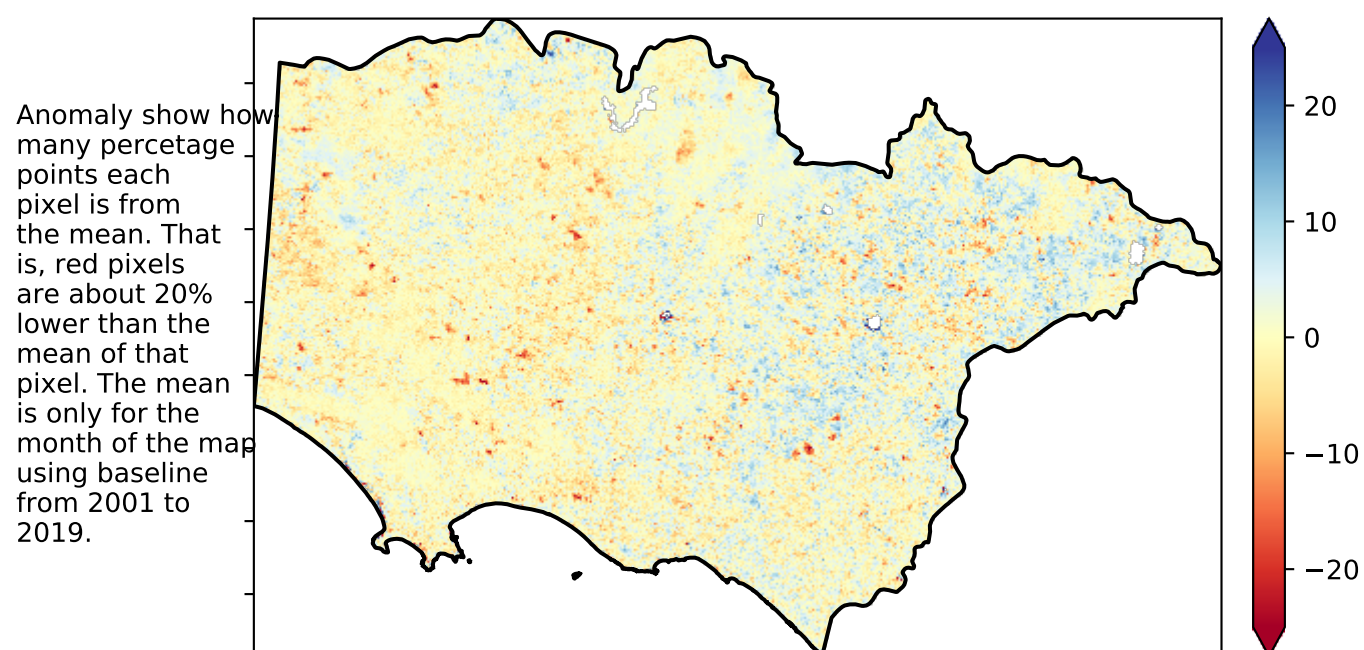 Anomaly show how
many percetage
points each
pixel is from
the mean. That
is, red pixels
are about 20%
lower than the
mean of that
pixel. The mean
is only for the
month of the map
using baseline
from 2001 to
2019.
20
10
0
−10
−20